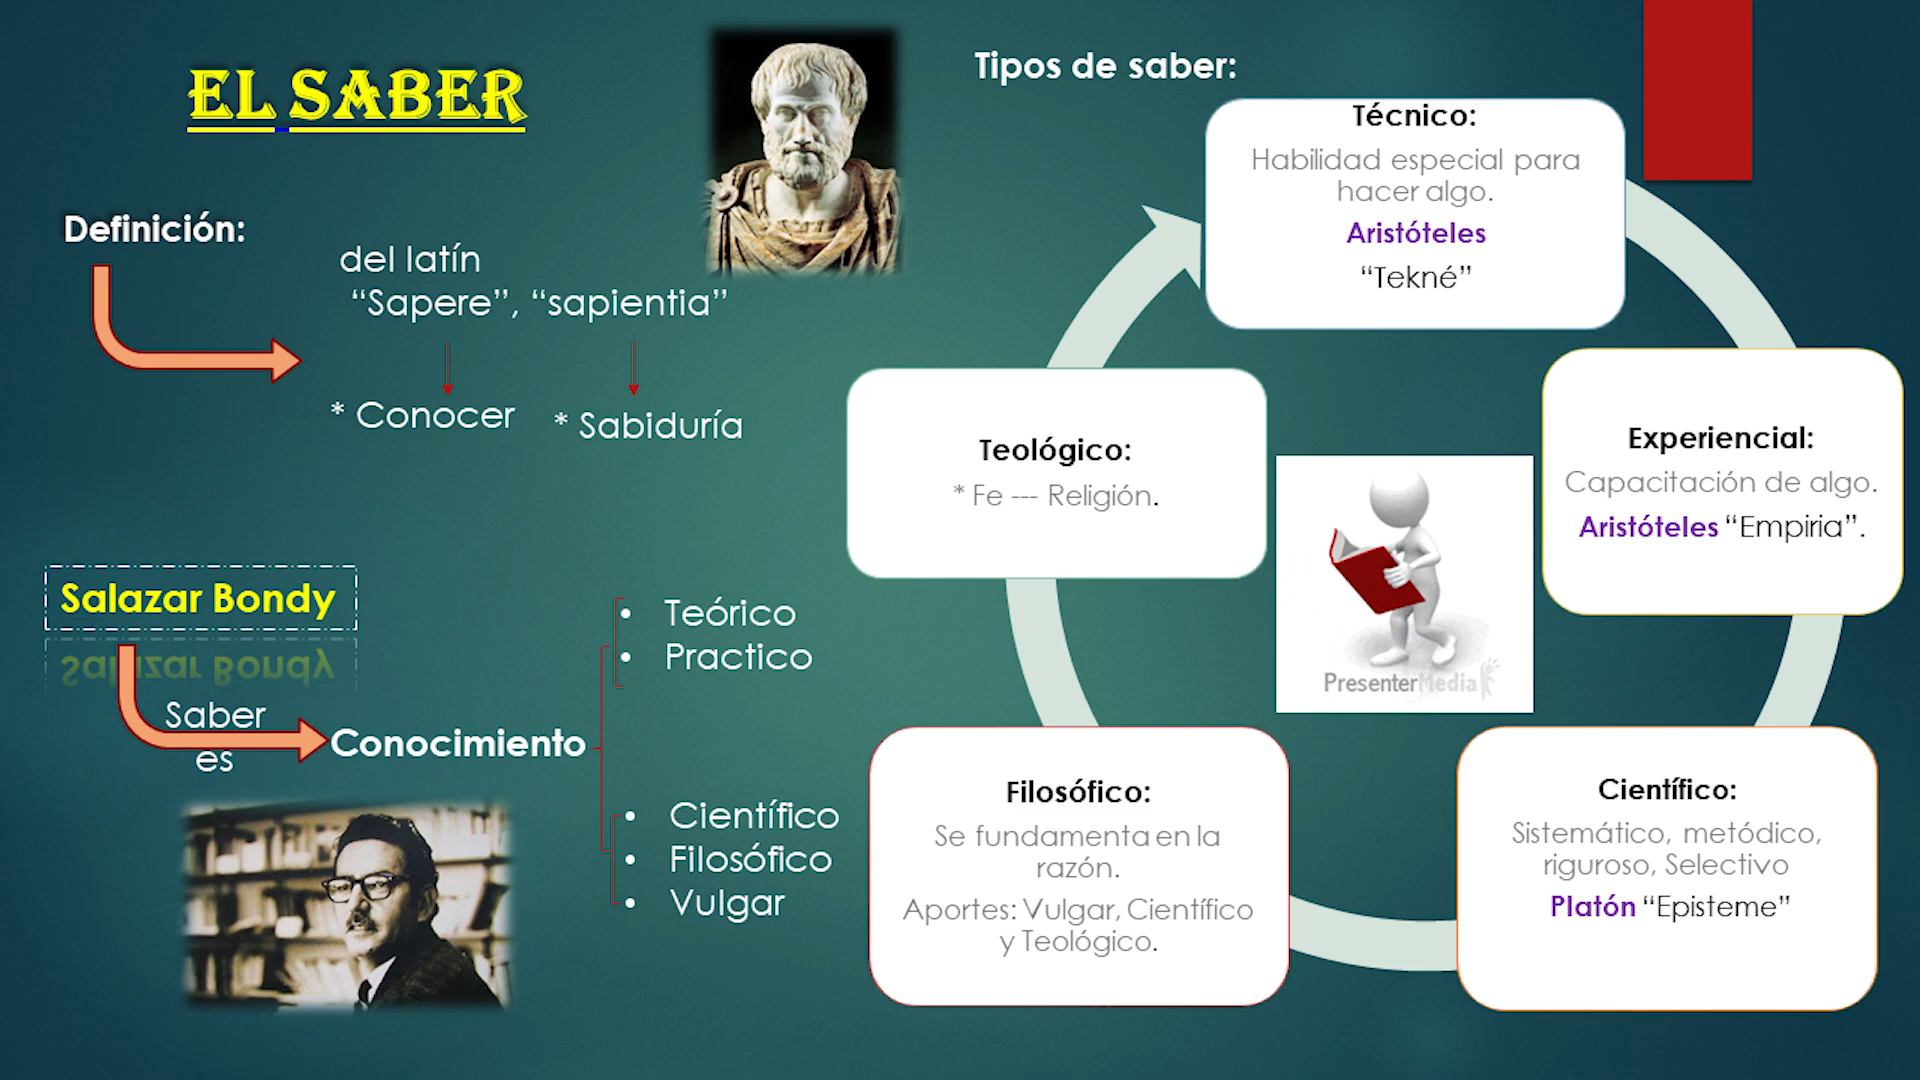 EL SABER
Definición:
del latín
“Sapere”, “sapientia”
* Conocer
* Sabiduría
Salazar Bondy
Saber
es
Conocimiento
• Teórico
• Practico
• Científico
• Filosófico
• Vulgar
Tipos de saber:
Técnico:
Habilidad especial para
hacer algo.
Aristóteles
“Tekné”
Experiencial:
Capacitación de algo.
Aristóteles “Empiria”.
Científico:
Sistemático, metódico,
riguroso, Selectivo
Platón “Episteme”
Filosófico:
Se fundamenta en la
razón.
Aportes: Vulgar, Científico
y Teológico.
Teológico:
* Fe --- Religión.
PresenterMedia